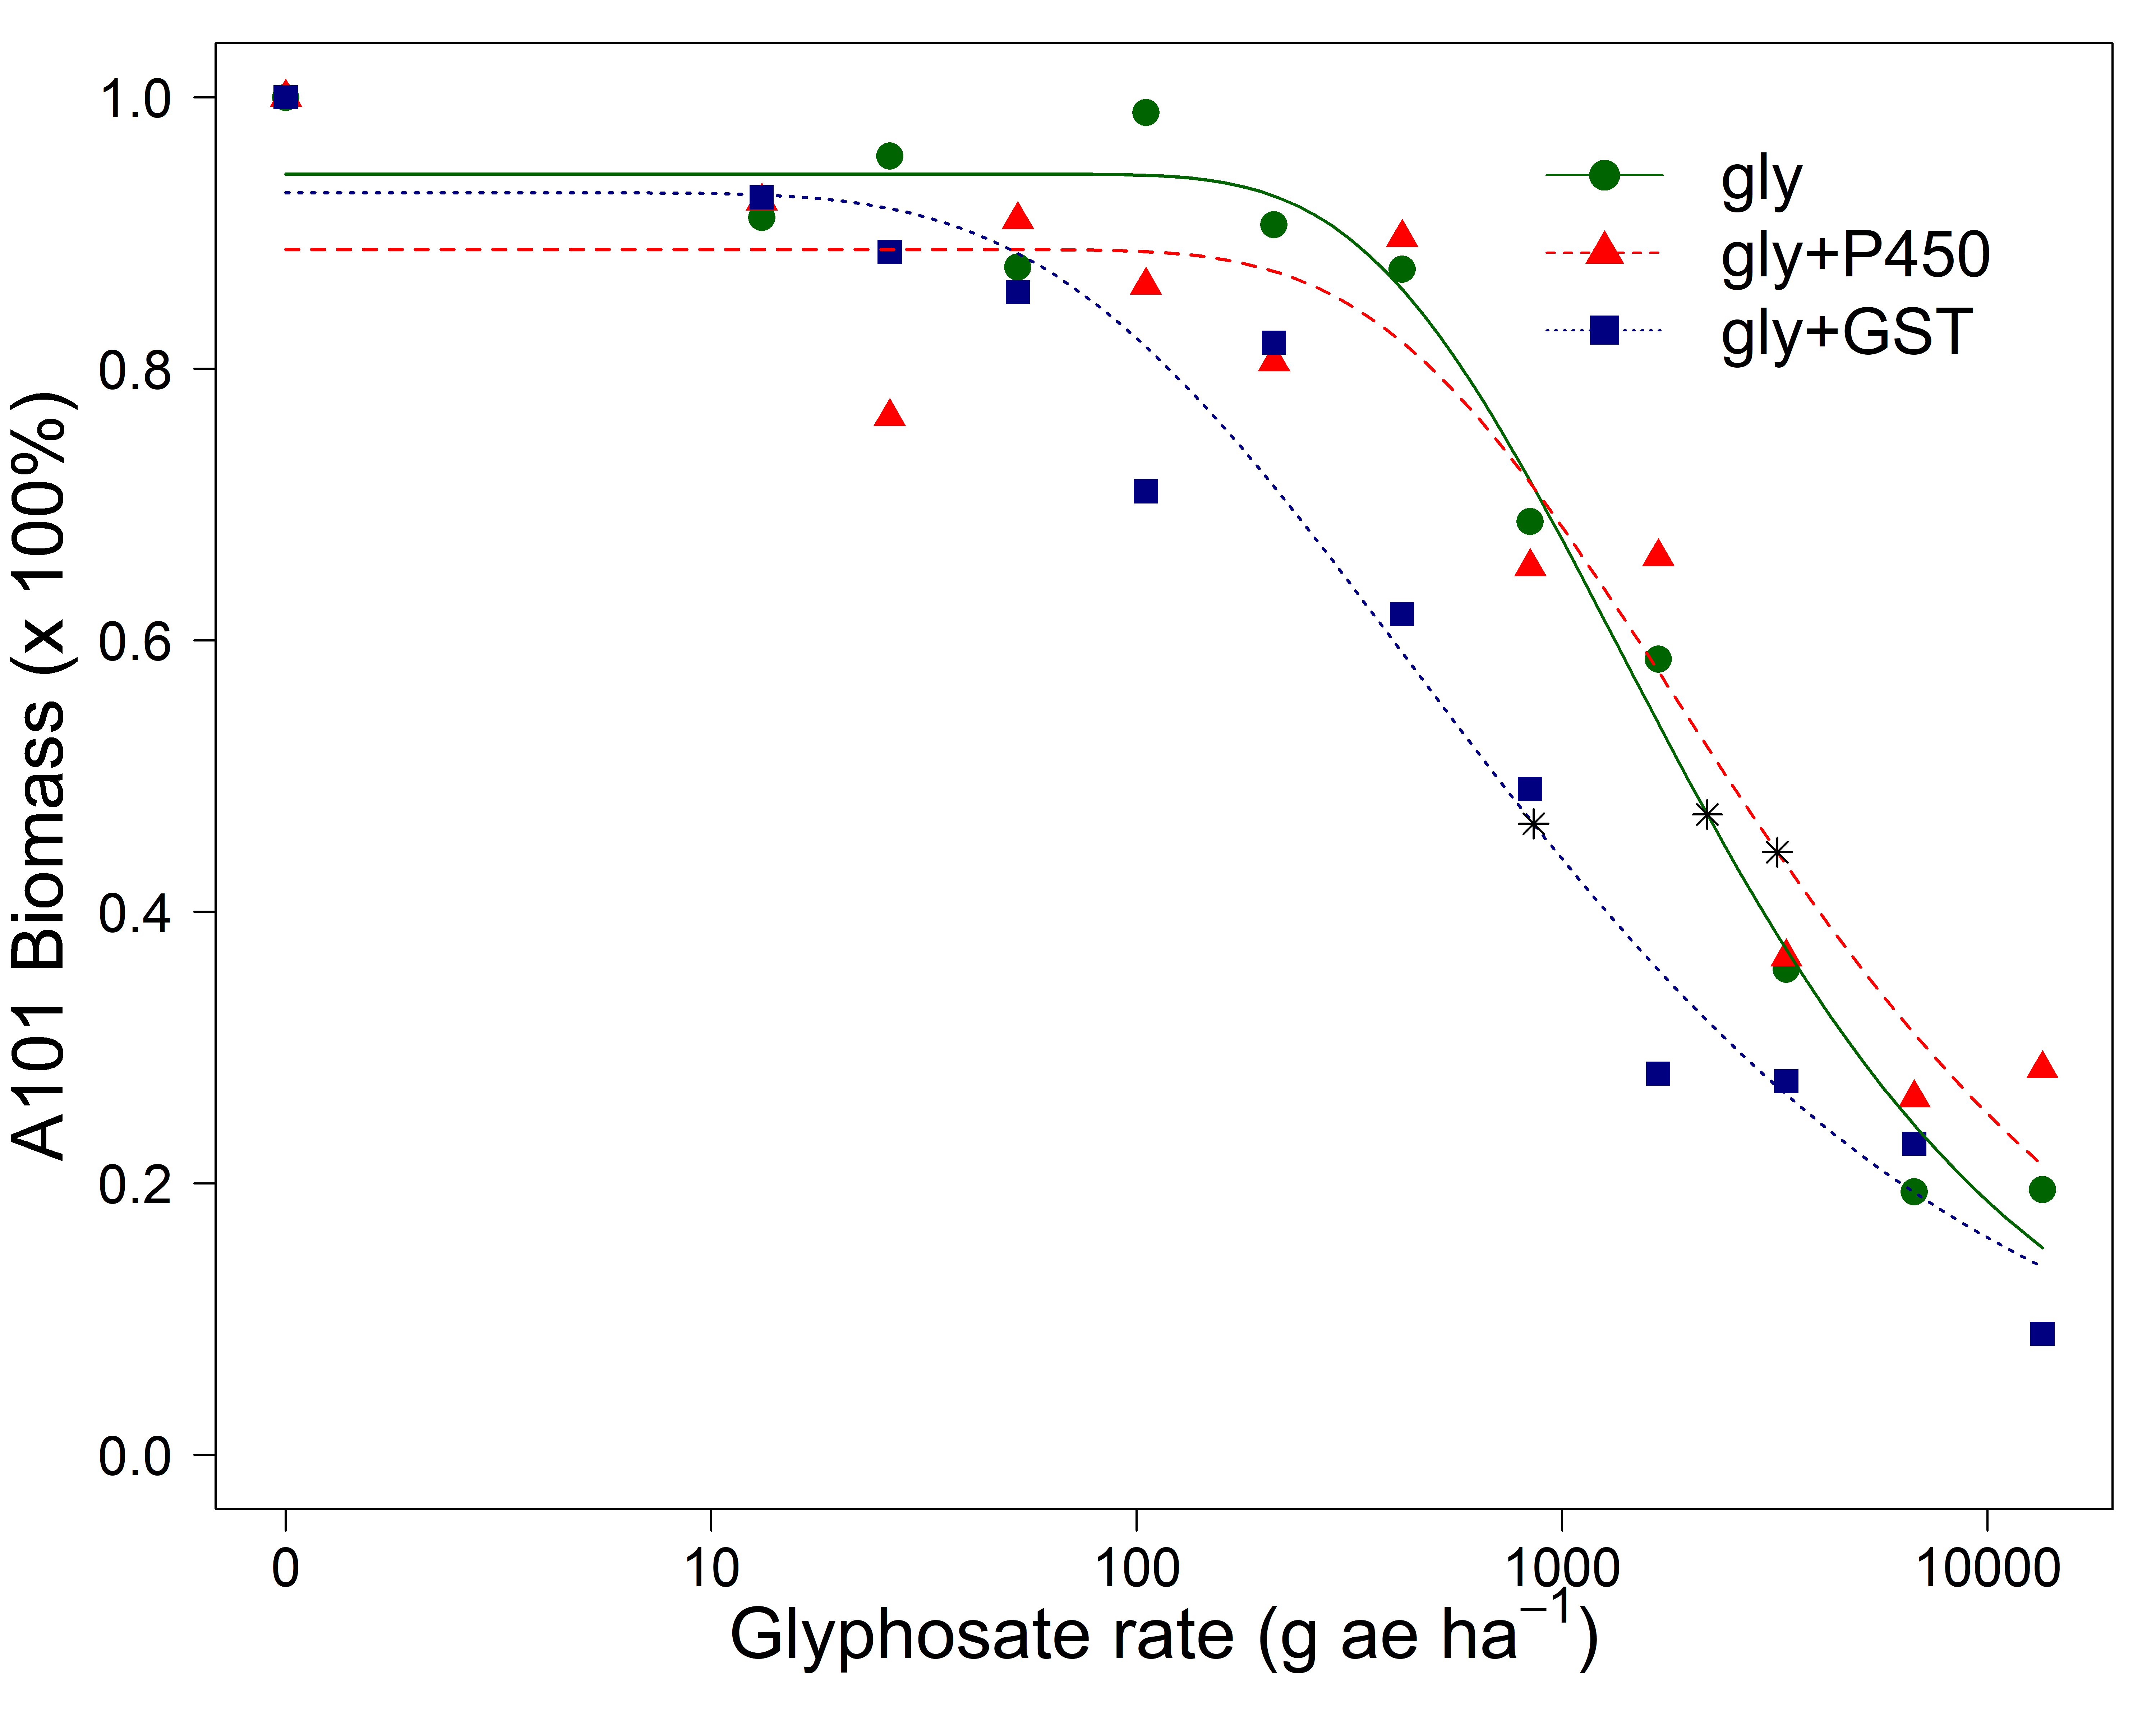 1.0
0.8
0.6
0.4
0.2
0.0
A101 Biomass (x 100%)
gly
gly+P450
gly+GST
0 10 100 1000 10000
Glyphosate rate (g ae ha⁻¹)